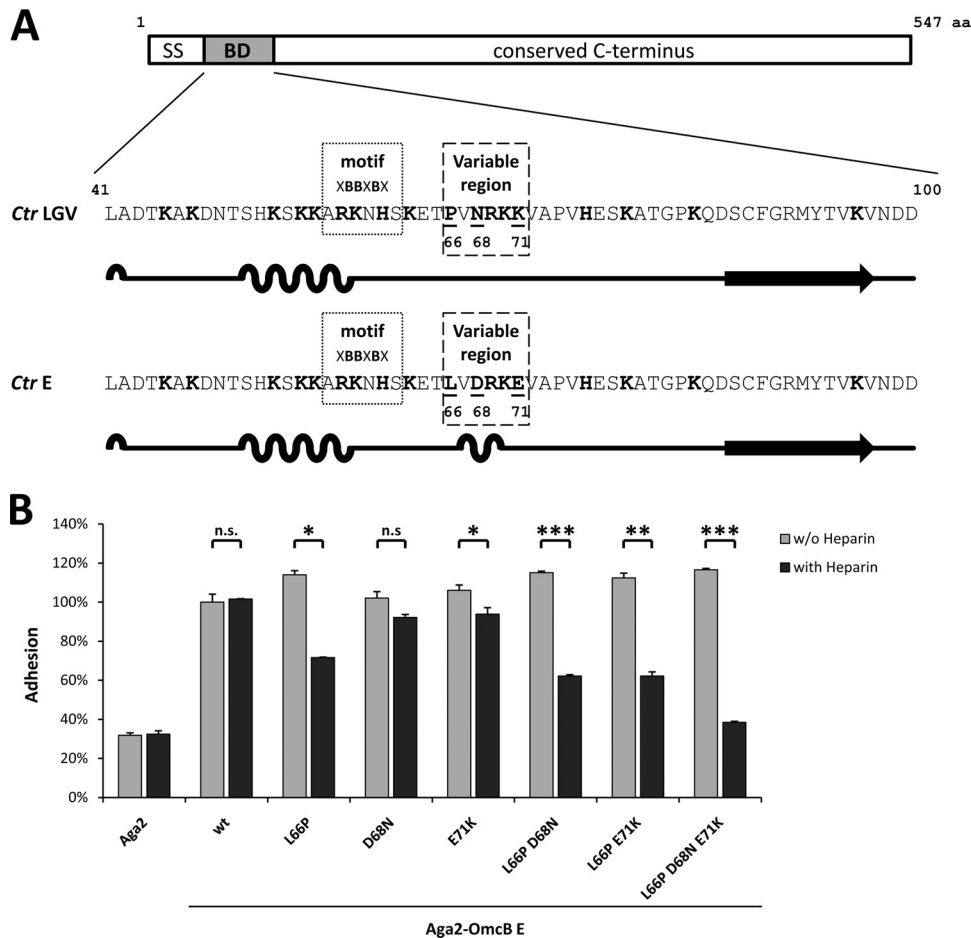 A
1 547 aa
SS BD conserved C-terminus
motif
XBBXBX
Variable
region
41 100
Ctr LGV LADTKAKDNTSHKSKKARKNHSKETPVNRKKVAPVHESKATGPKQDSCFGRMYTVKVNDD
66 68 71
motif
XBBXBX
Variable
region
Ctr E LADTKAKDNTSHKSKKARKNHSKETLVDRKEVAPVHESKATGPKQDSCFGRMYTVKVNDD
66 68 71
B
140%
120%
100%
80%
60%
40%
20%
0%
Adhesion
n.s. * n.s * *** ** ***
w/o Heparin
with Heparin
Aga2
wt
L66P
D68N
E71K
L66P D68N
L66P E71K
L66P D68N E71K
Aga2-OmcB E